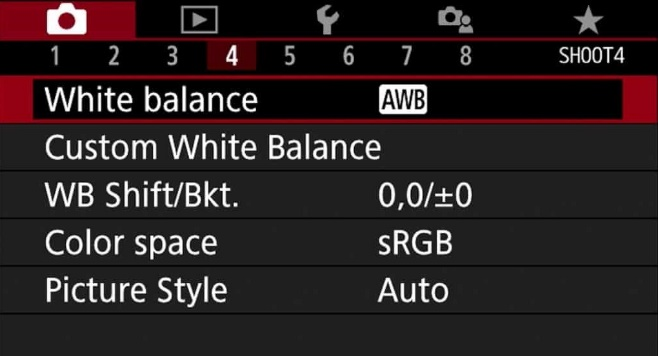 1 2 3 4 5 6 7 8 SHOOT4
White balance AWB
Custom White Balance
WB Shift/Bkt. 0,0/±0
Color space sRGB
Picture Style Auto